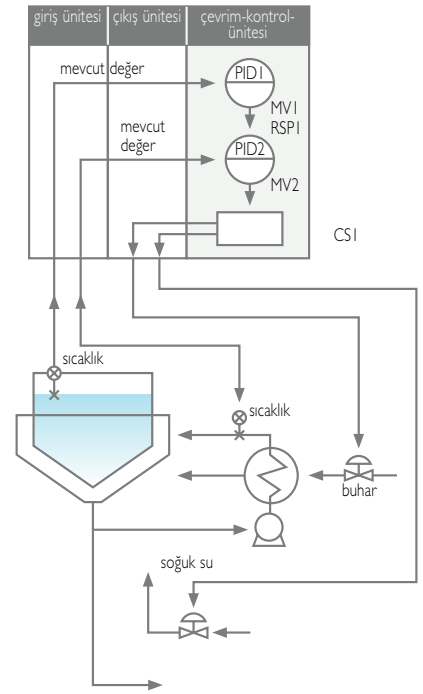 giriş ünitesi
çıkış ünitesi
çevrim-kontrol-
ünitesi
mevcut değer
PID1
MV1
RSP1
mevcut
değer
PID2
MV2
CS1
sıcaklık
sıcaklık
buhar
soğuk su